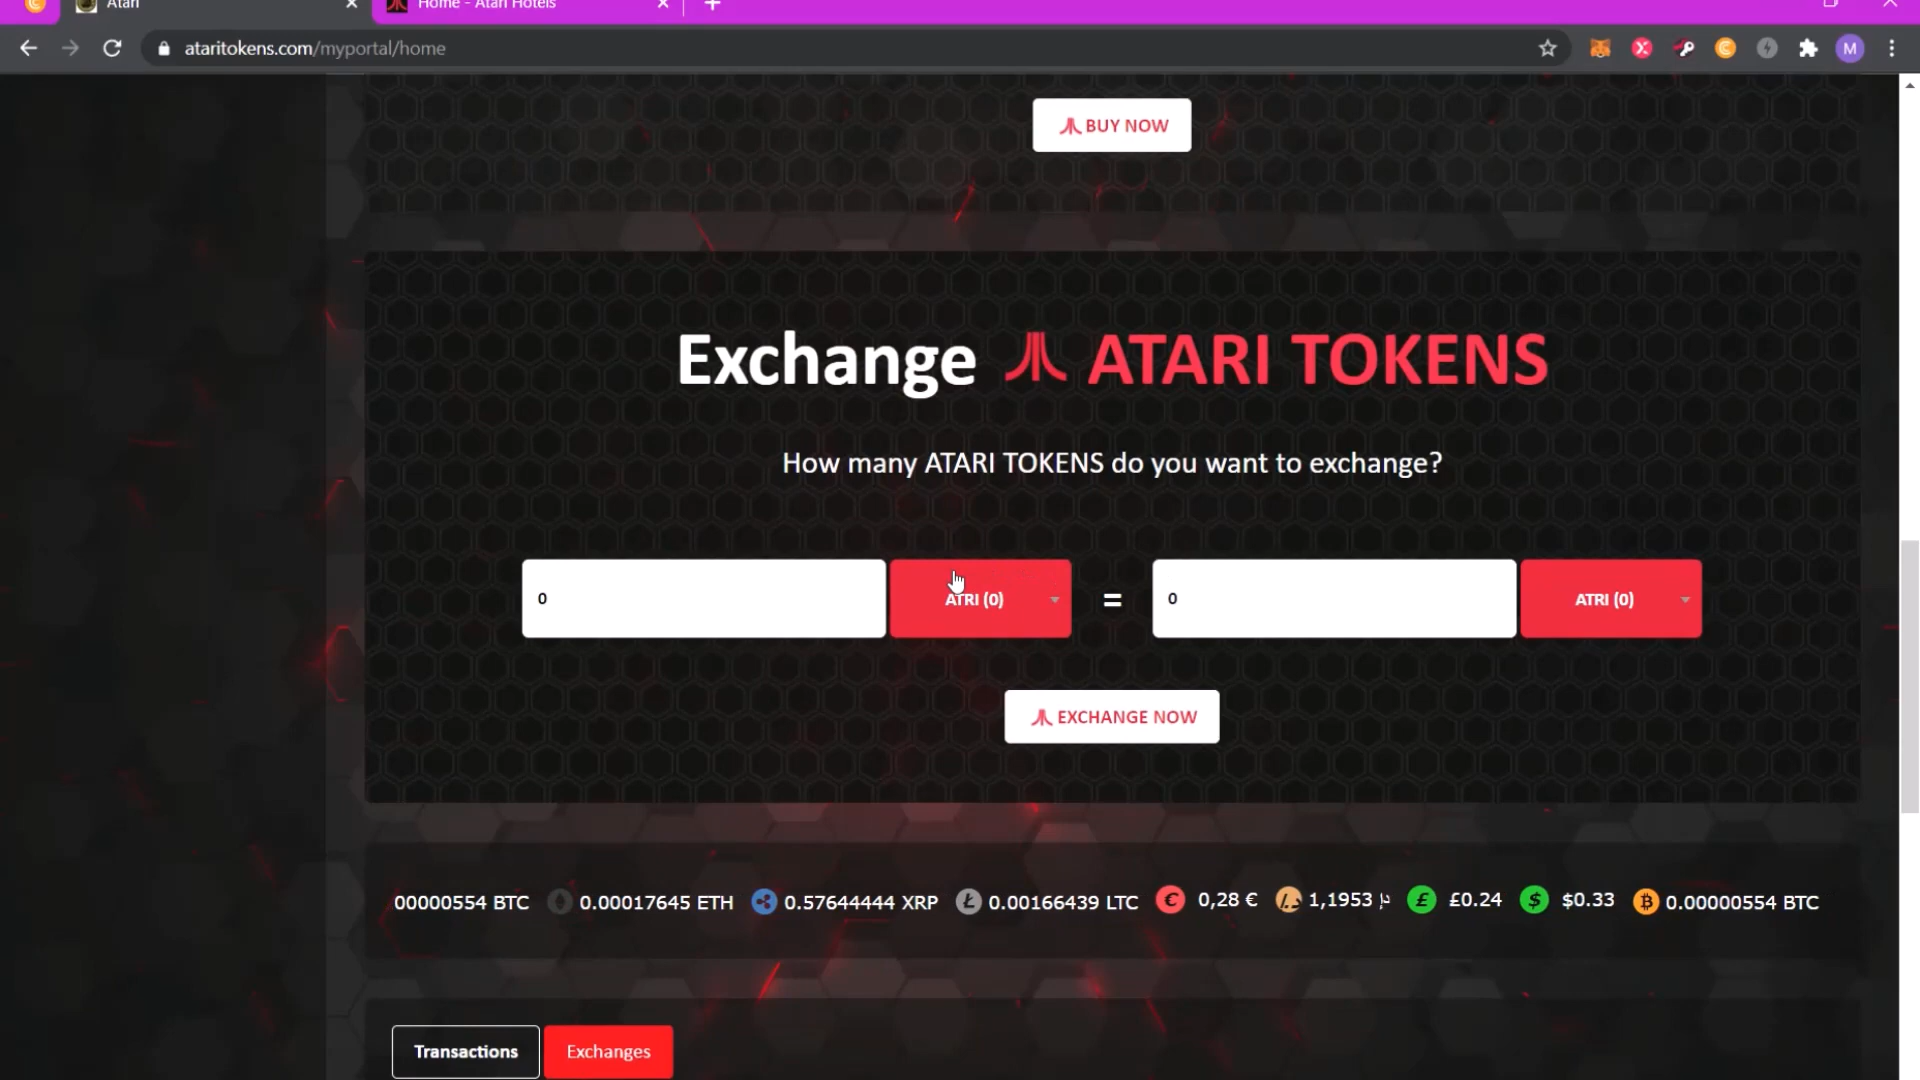 Atari
Home - Atari Hotels
ataritokens.com/myportal/home
M
BUY NOW
Exchange ATARI TOKENS
How many ATARI TOKENS do you want to exchange?
0 ATRI (0) = 0 ATRI (0)
EXCHANGE NOW
00000554 BTC 0.00017645 ETH 0.57644444 XRP 0.00166439 LTC 0,28 € 1,1953 £0.24 $0.33 0.00000554 BTC
Transactions Exchanges